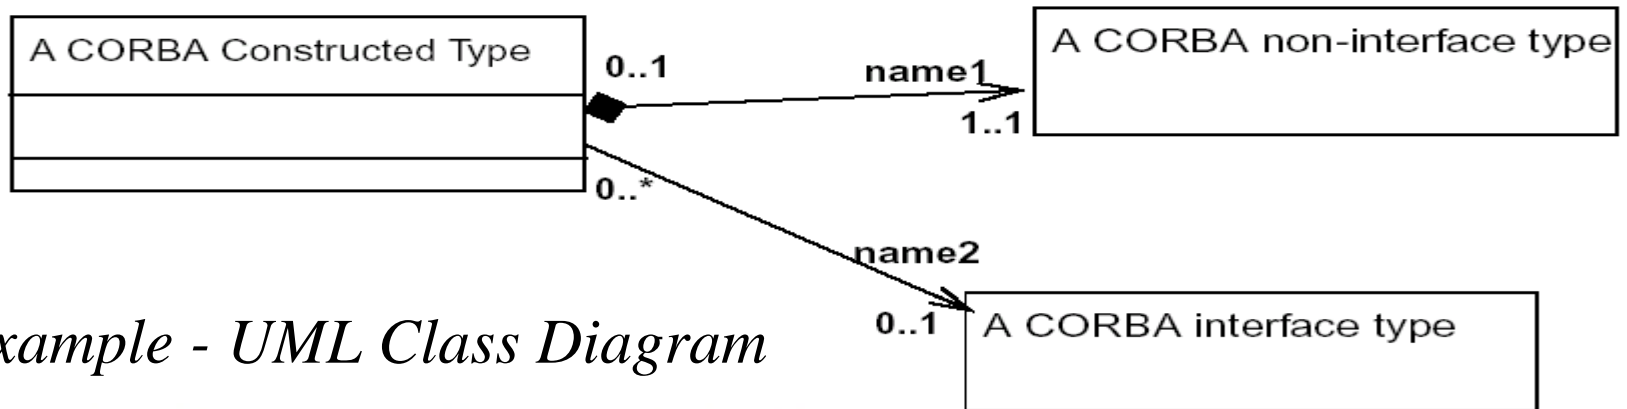 A CORBA Constructed Type
0..1
name1
1..1
A CORBA non-interface type
0..*
name2
0..1
A CORBA interface type
xample - UML Class Diagram